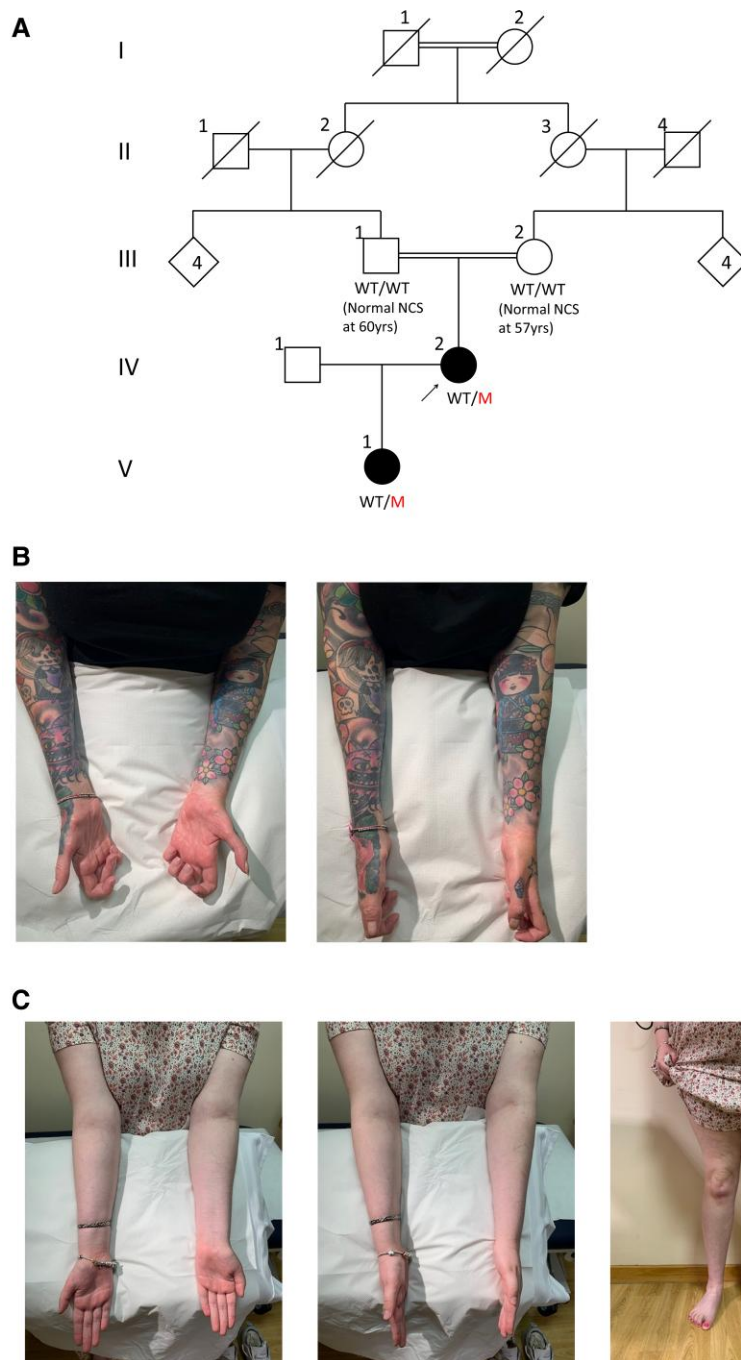 A
I
1
2
II
1
2
3
4
III
4
1
2
4
WT/WT
(Normal NCS
at 60yrs)
WT/WT
(Normal NCS
at 57yrs)
IV
1
2
WT/M
V
1
WT/M
B
C